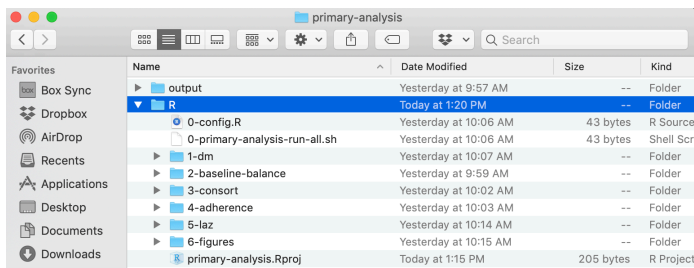 primary-analysis
Search
Favorites
box Box Sync
Dropbox
AirDrop
Recents
Applications
Desktop
Documents
Downloads
Name Date Modified Size Kind
output Yesterday at 9:57 AM -- Folder
R Today at 1:20 PM -- Folder
0-config.R Yesterday at 10:06 AM 43 bytes R Source
0-primary-analysis-run-all.sh Yesterday at 10:06 AM 43 bytes Shell Scr
1-dm Yesterday at 10:07 AM -- Folder
2-baseline-balance Yesterday at 9:59 AM -- Folder
3-consort Yesterday at 10:02 AM -- Folder
4-adherence Yesterday at 10:03 AM -- Folder
5-laz Yesterday at 10:14 AM -- Folder
6-figures Yesterday at 10:15 AM -- Folder
R primary-analysis.Rproj Today at 1:15 PM 205 bytes R Project